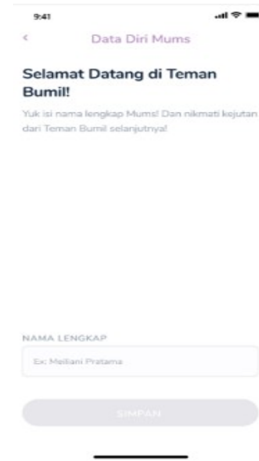 9:41
Data Diri Mums
Selamat Datang di Teman
Bumil!
Yuk isi nama lengkap Mums! Dan nikmati kejutan
dari Teman Bumil selanjutnya!
NAMA LENGKAP
Ex: Meiliani Pratama
SIMPAN